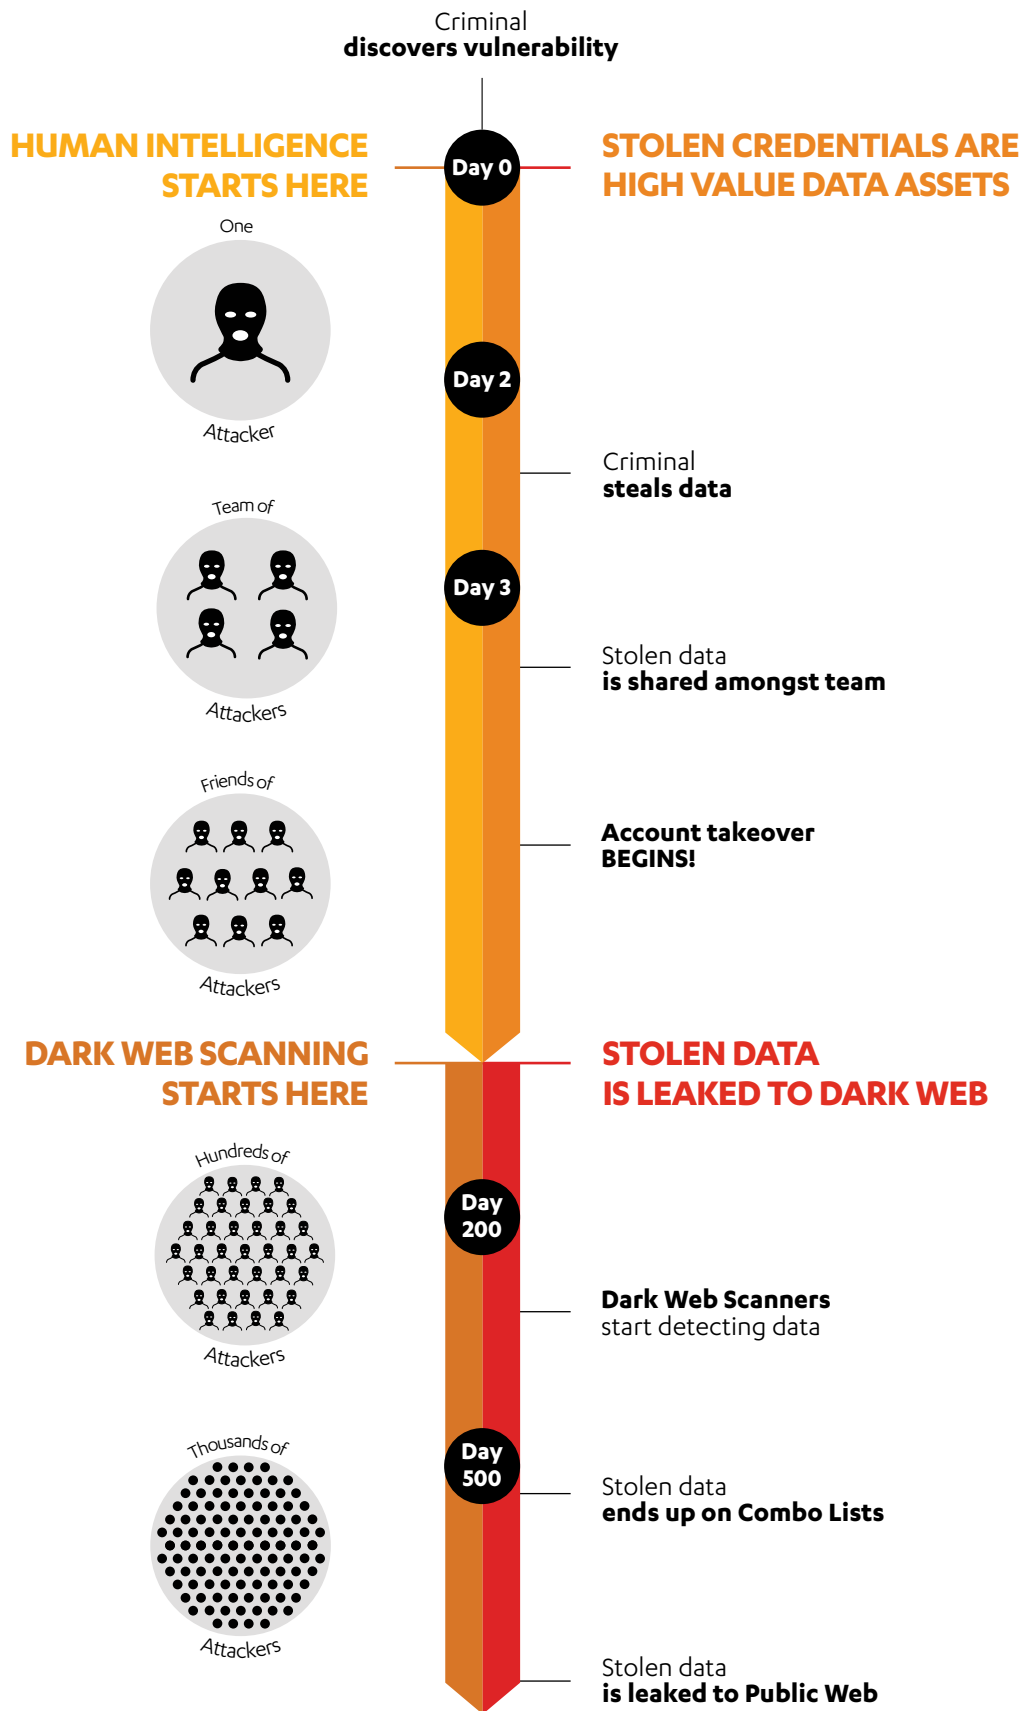 Criminal
discovers vulnerability
HUMAN INTELLIGENCE
STARTS HERE
Day 0
STOLEN CREDENTIALS ARE
HIGH VALUE DATA ASSETS
One
Attacker
Day 2
Criminal
steals data
Team of
Attackers
Day 3
Stolen data
is shared amongst team
Friends of
Attackers
Account takeover
BEGINS!
DARK WEB SCANNING
STARTS HERE
STOLEN DATA
IS LEAKED TO DARK WEB
Hundreds of
Attackers
Day
200
Dark Web Scanners
start detecting data
Thousands of
Attackers
Day
500
Stolen data
ends up on Combo Lists
Stolen data
is leaked to Public Web